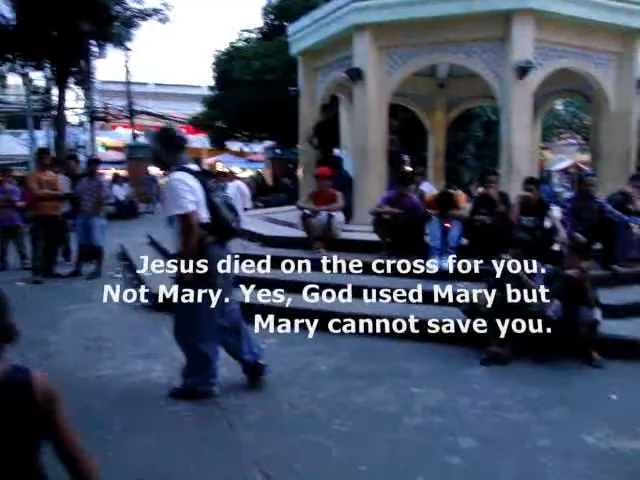 Jesus died on the cross for you.
Not Mary. Yes, God used Mary but
Mary cannot save you.